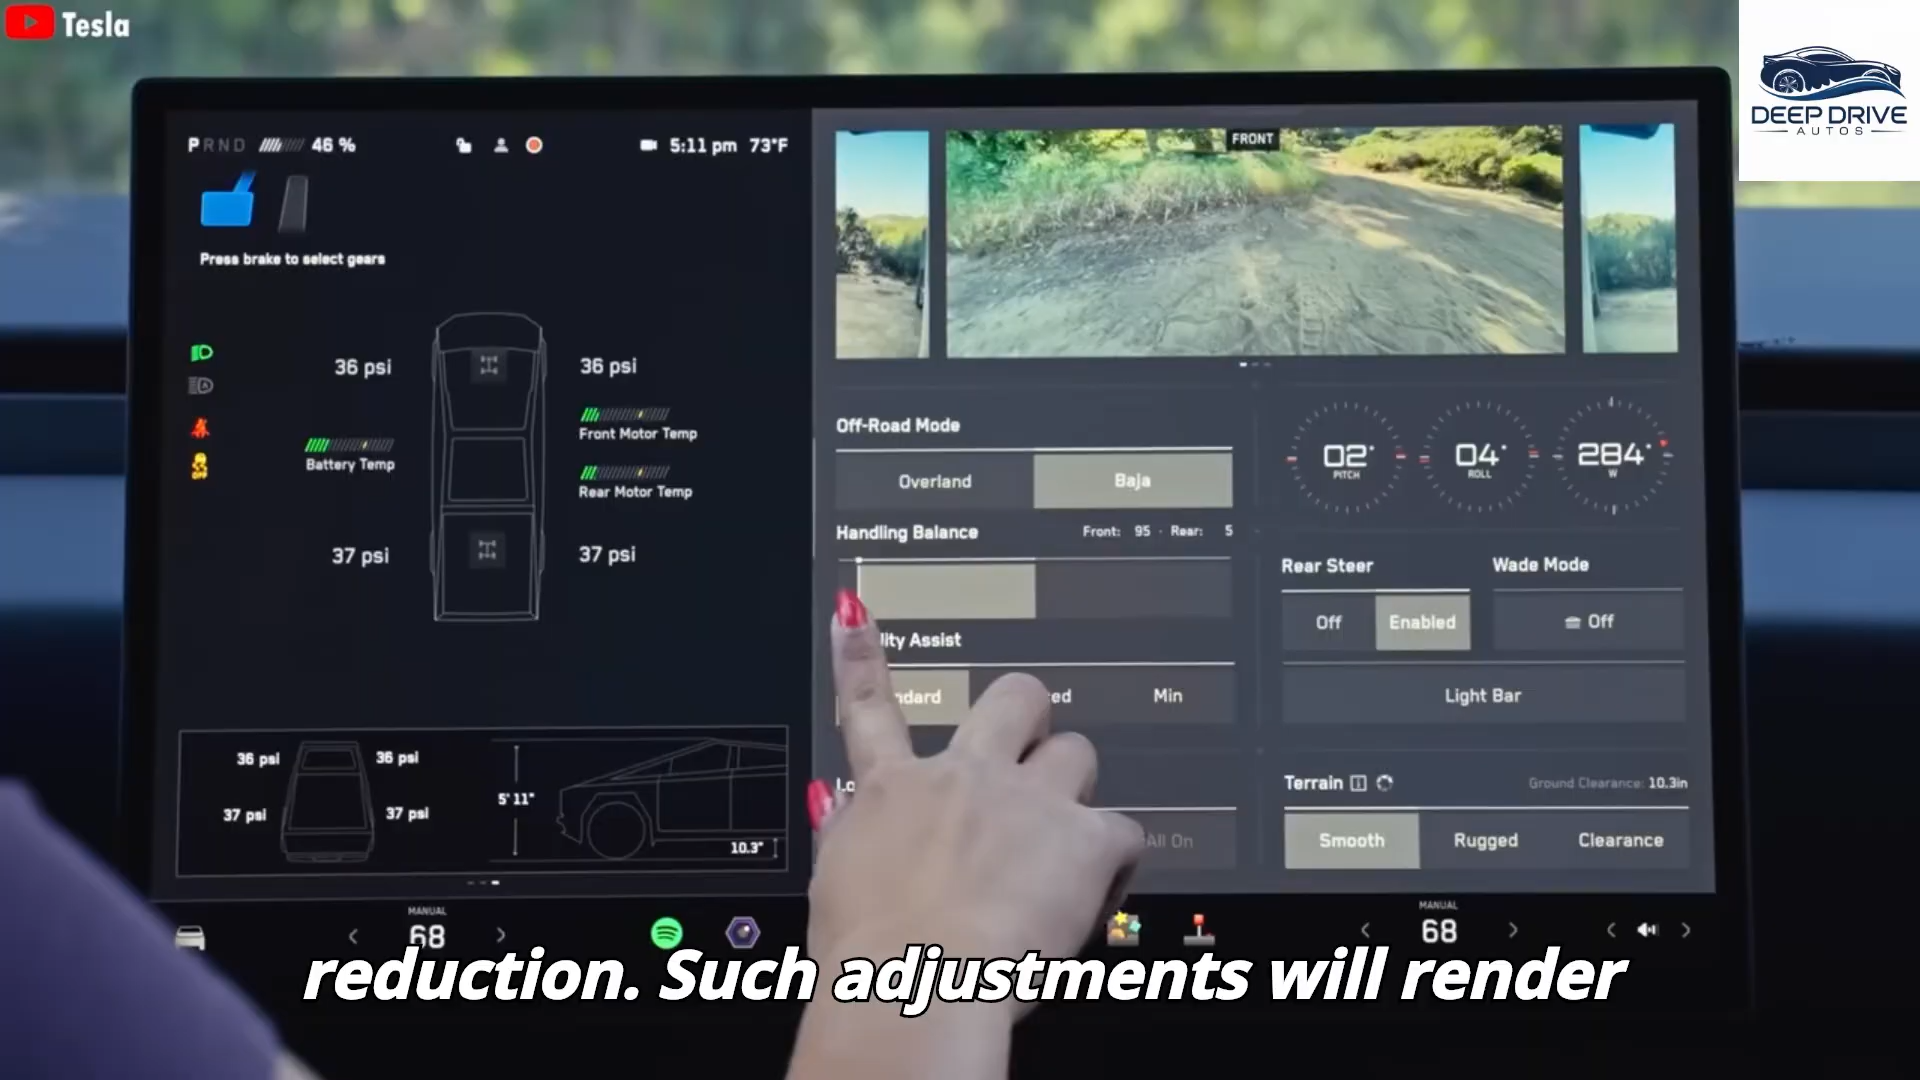 Tesla
DEEP DRIVE
AUTOS
PRND 46 %
5:11 pm 73°F
Press brake to select gears
36 psi
36 psi
Front Motor Temp
Battery Temp
Rear Motor Temp
37 psi
37 psi
36 psi
36 psi
37 psi
37 psi
5' 11"
10.3"
FRONT
Off-Road Mode
Overland
Baja
02°
PITCH
04°
ROLL
284°
W
Handling Balance
Front: 95 · Rear: 5
lity Assist
ndard
ed
Min
Lo
All On
Rear Steer
Off
Enabled
Wade Mode
Off
Light Bar
Terrain
Ground Clearance: 10.3in
Smooth
Rugged
Clearance
MANUAL
68
MANUAL
68
reduction. Such adjustments will render